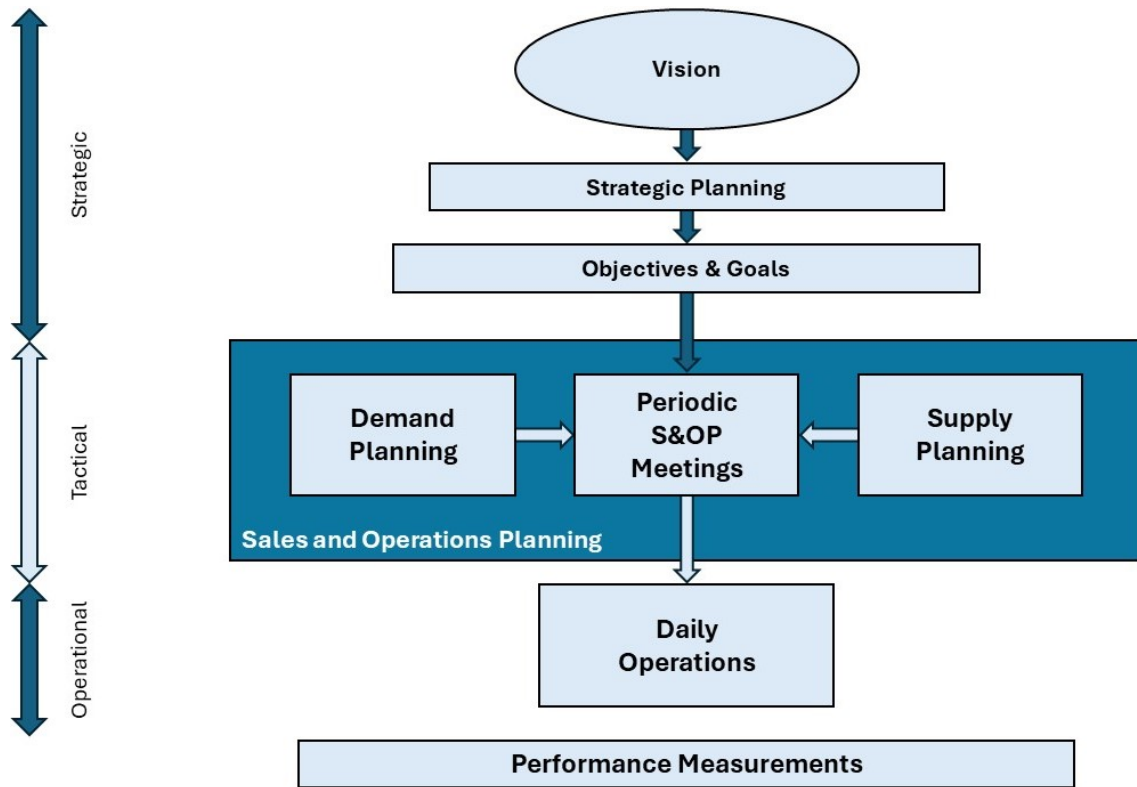 Vision
Strategic Planning
Objectives & Goals
Strategic
Demand
Planning
Periodic
S&OP
Meetings
Supply
Planning
Sales and Operations Planning
Tactical
Daily
Operations
Operational
Performance Measurements